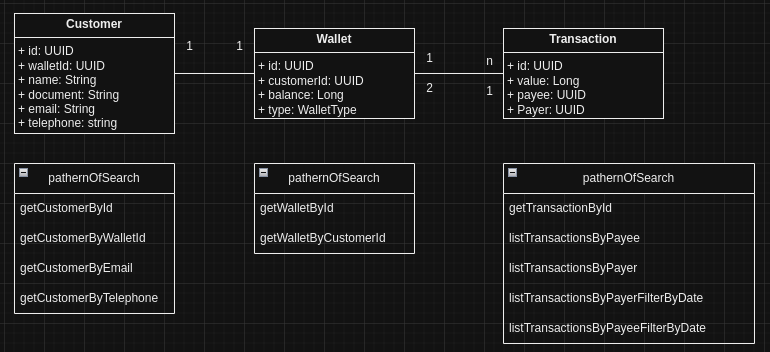 Customer
+ id: UUID
+ walletId: UUID
+ name: String
+ document: String
+ email: String
+ telephone: string
1
1
Wallet
+ id: UUID
+ customerId: UUID
+ balance: Long
+ type: WalletType
1
n
2
1
Transaction
+ id: UUID
+ value: Long
+ payee: UUID
+ Payer: UUID
pathernOfSearch
getCustomerById
getCustomerByWalletId
getCustomerByEmail
getCustomerByTelephone
pathernOfSearch
getWalletById
getWalletByCustomerId
pathernOfSearch
getTransactionById
listTransactionsByPayee
listTransactionsByPayer
listTransactionsByPayerFilterByDate
listTransactionsByPayeeFilterByDate